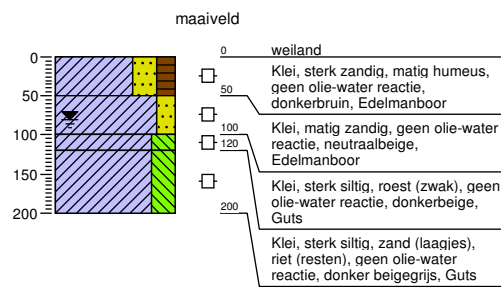 maaiveld
0
50
100
150
200
0
weiland
Klei, sterk zandig, matig humeus,
geen olie-water reactie,
donkerbruin, Edelmanboor
50
Klei, matig zandig, geen olie-water
reactie, neutraalbeige,
Edelmanboor
100
120
Klei, sterk siltig, roest (zwak), geen
olie-water reactie, donkerbeige,
Guts
200
Klei, sterk siltig, zand (laagjes),
riet (resten), geen olie-water
reactie, donker beigegrijs, Guts